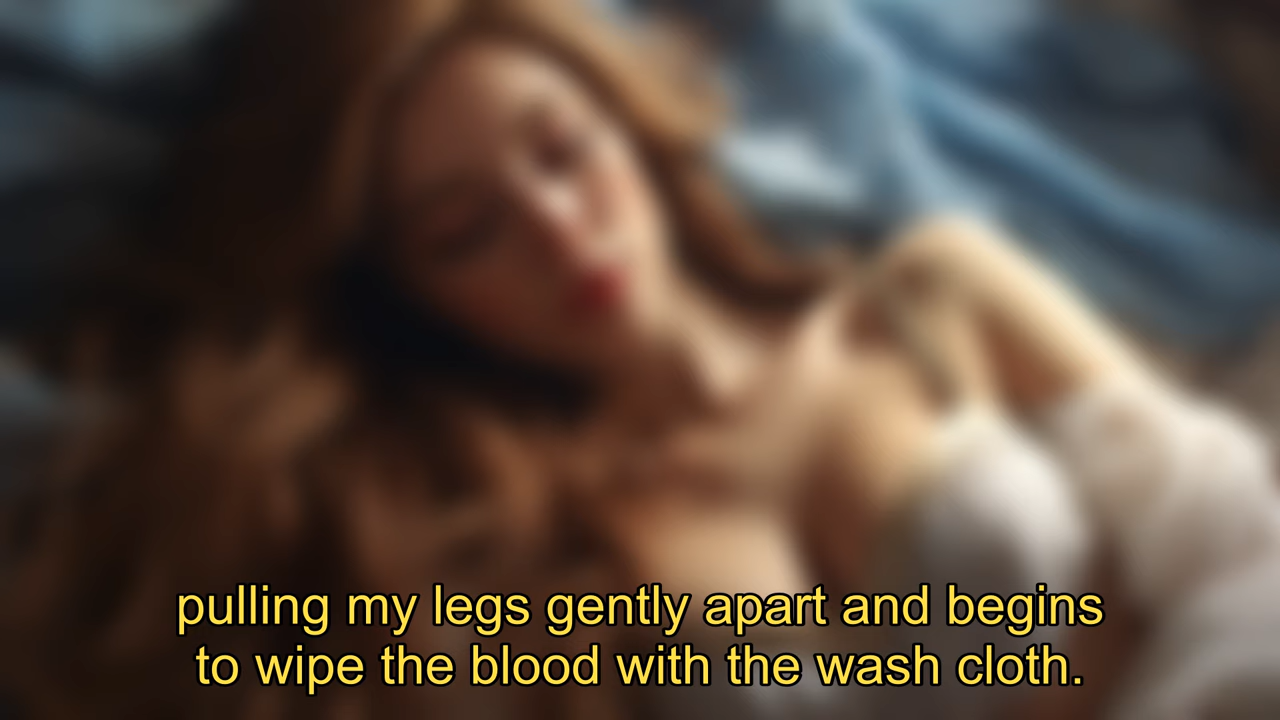 pulling my legs gently apart and begins
to wipe the blood with the wash cloth.